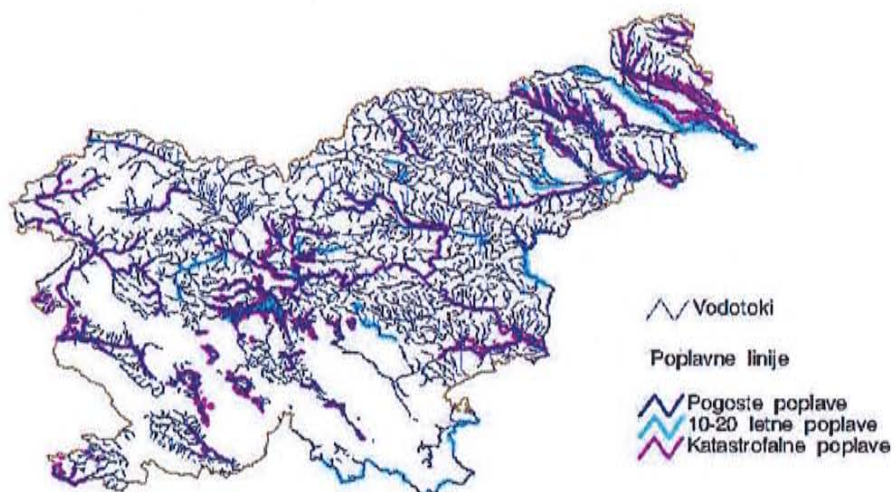 Vodotoki
Poplavne linije
Pogoste poplave
10-20 letne poplave
Katastrofalne poplave